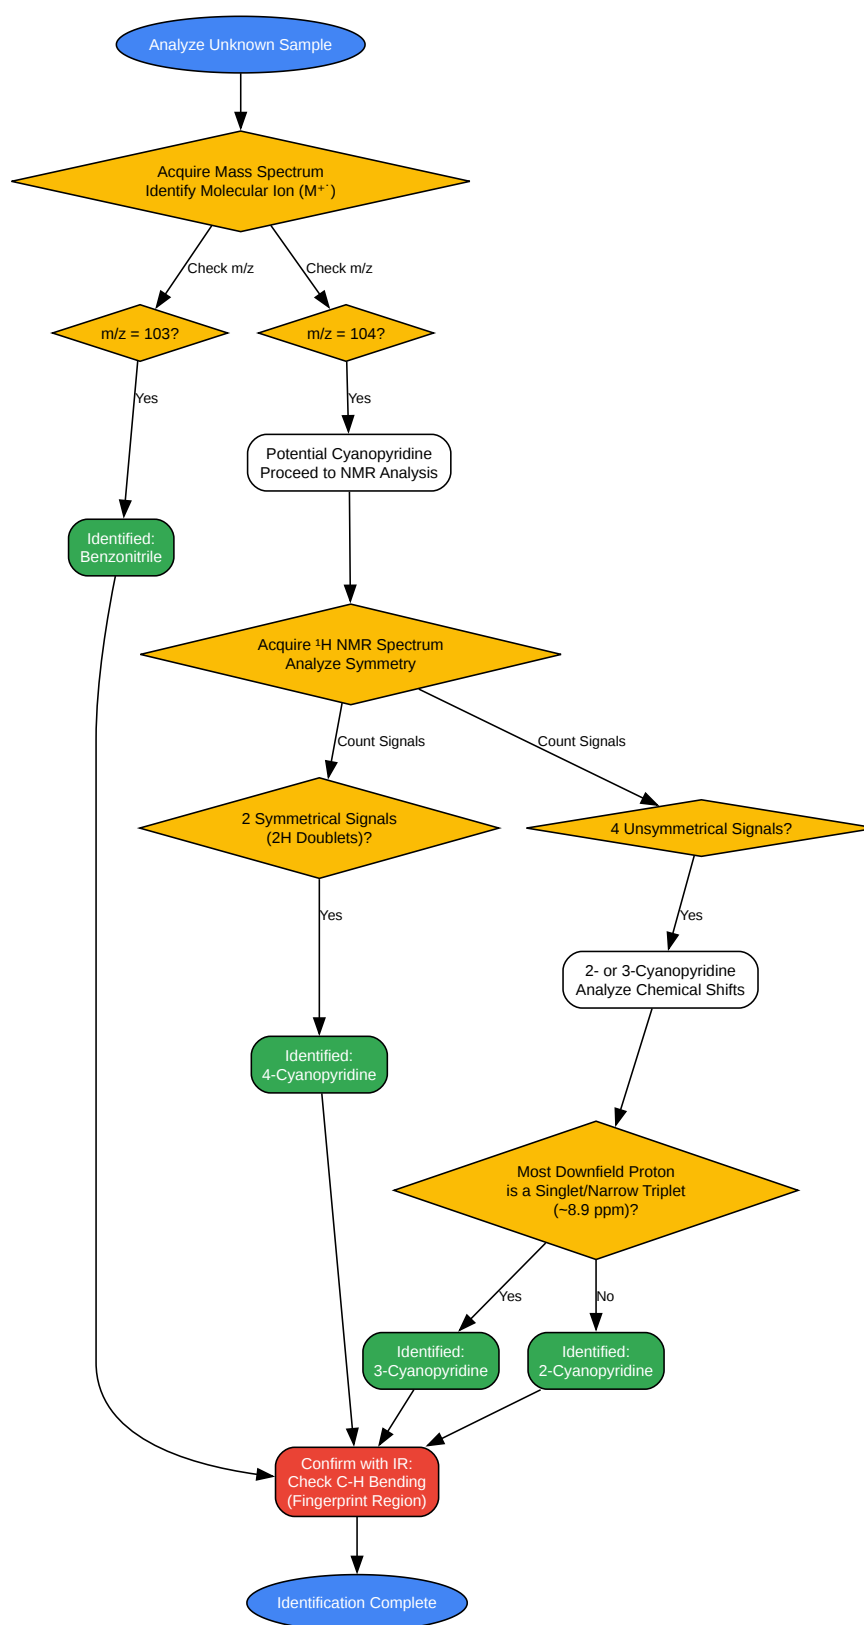 Analyze Unknown Sample
Acquire Mass Spectrum
Identify Molecular Ion (M⁺˙)
Check m/z
Check m/z
m/z = 103?
m/z = 104?
Yes
Yes
Potential Cyanopyridine
Proceed to NMR Analysis
Identified:
Benzonitrile
Acquire ¹H NMR Spectrum
Analyze Symmetry
Count Signals
Count Signals
2 Symmetrical Signals
(2H Doublets)?
4 Unsymmetrical Signals?
Yes
Yes
2- or 3-Cyanopyridine
Analyze Chemical Shifts
Identified:
4-Cyanopyridine
Most Downfield Proton
is a Singlet/Narrow Triplet
(~8.9 ppm)?
Yes
No
Identified:
3-Cyanopyridine
Identified:
2-Cyanopyridine
Confirm with IR:
Check C-H Bending
(Fingerprint Region)
Identification Complete